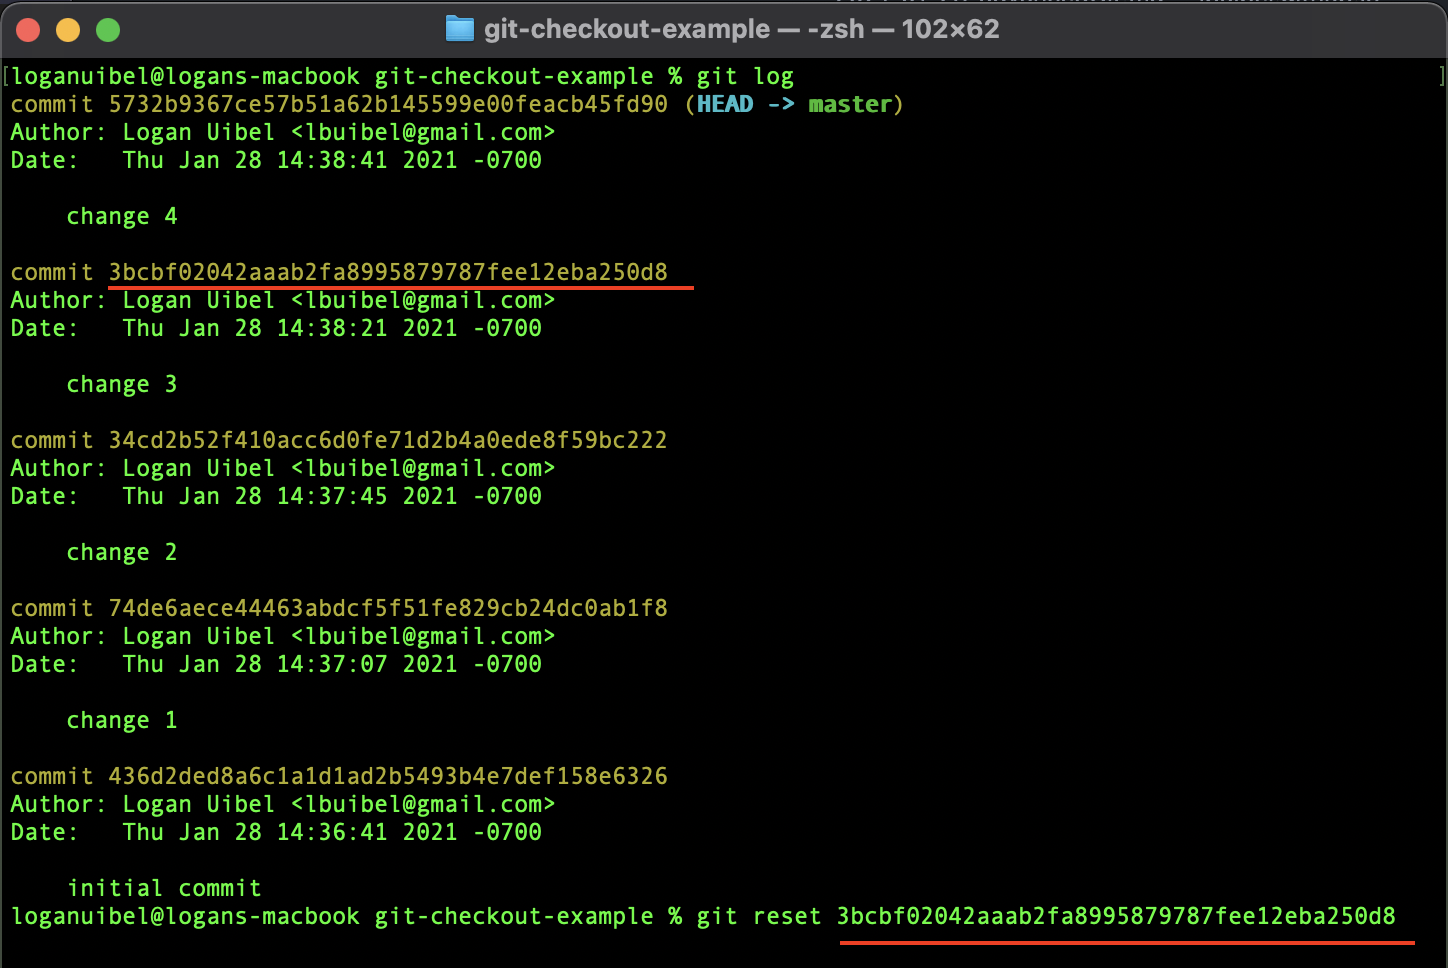 git-checkout-example — -zsh — 102×62
[loganuibel@logans-macbook git-checkout-example % git log ]
commit 5732b9367ce57b51a62b145599e00feacb45fd90 (HEAD -> master)
Author: Logan Uibel <lbuibel@gmail.com>
Date:   Thu Jan 28 14:38:41 2021 -0700
    change 4
commit 3bcbf02042aaab2fa8995879787fee12eba250d8
Author: Logan Uibel <lbuibel@gmail.com>
Date:   Thu Jan 28 14:38:21 2021 -0700
    change 3
commit 34cd2b52f410acc6d0fe71d2b4a0ede8f59bc222
Author: Logan Uibel <lbuibel@gmail.com>
Date:   Thu Jan 28 14:37:45 2021 -0700
    change 2
commit 74de6aece44463abdcf5f51fe829cb24dc0ab1f8
Author: Logan Uibel <lbuibel@gmail.com>
Date:   Thu Jan 28 14:37:07 2021 -0700
    change 1
commit 436d2ded8a6c1a1d1ad2b5493b4e7def158e6326
Author: Logan Uibel <lbuibel@gmail.com>
Date:   Thu Jan 28 14:36:41 2021 -0700
    initial commit
loganuibel@logans-macbook git-checkout-example % git reset 3bcbf02042aaab2fa8995879787fee12eba250d8